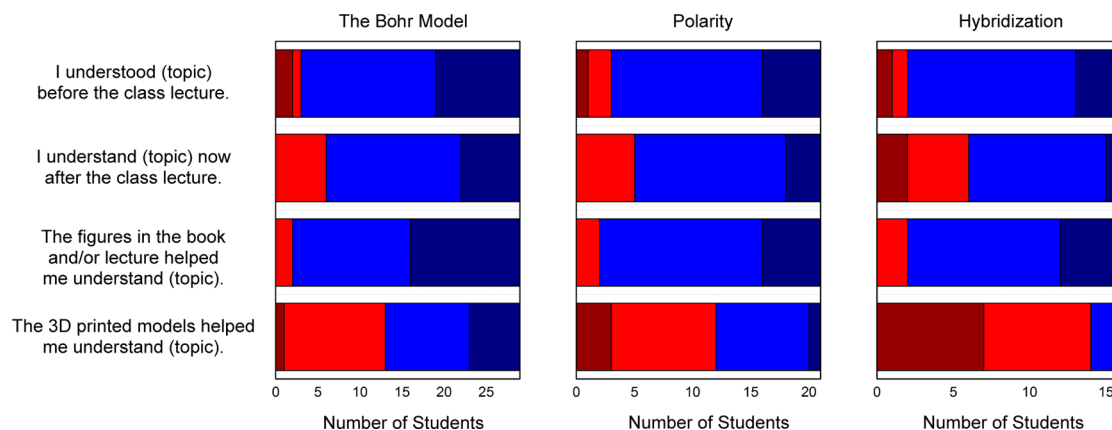 The Bohr Model
Polarity
Hybridization
I understood (topic)
before the class lecture.
I understand (topic) now
after the class lecture.
The figures in the book
and/or lecture helped
me understand (topic).
The 3D printed models helped
me understand (topic).
0 5 10 15 20 25
0 5 10 15 20
0 5 10 15
Number of Students
Number of Students
Number of Students